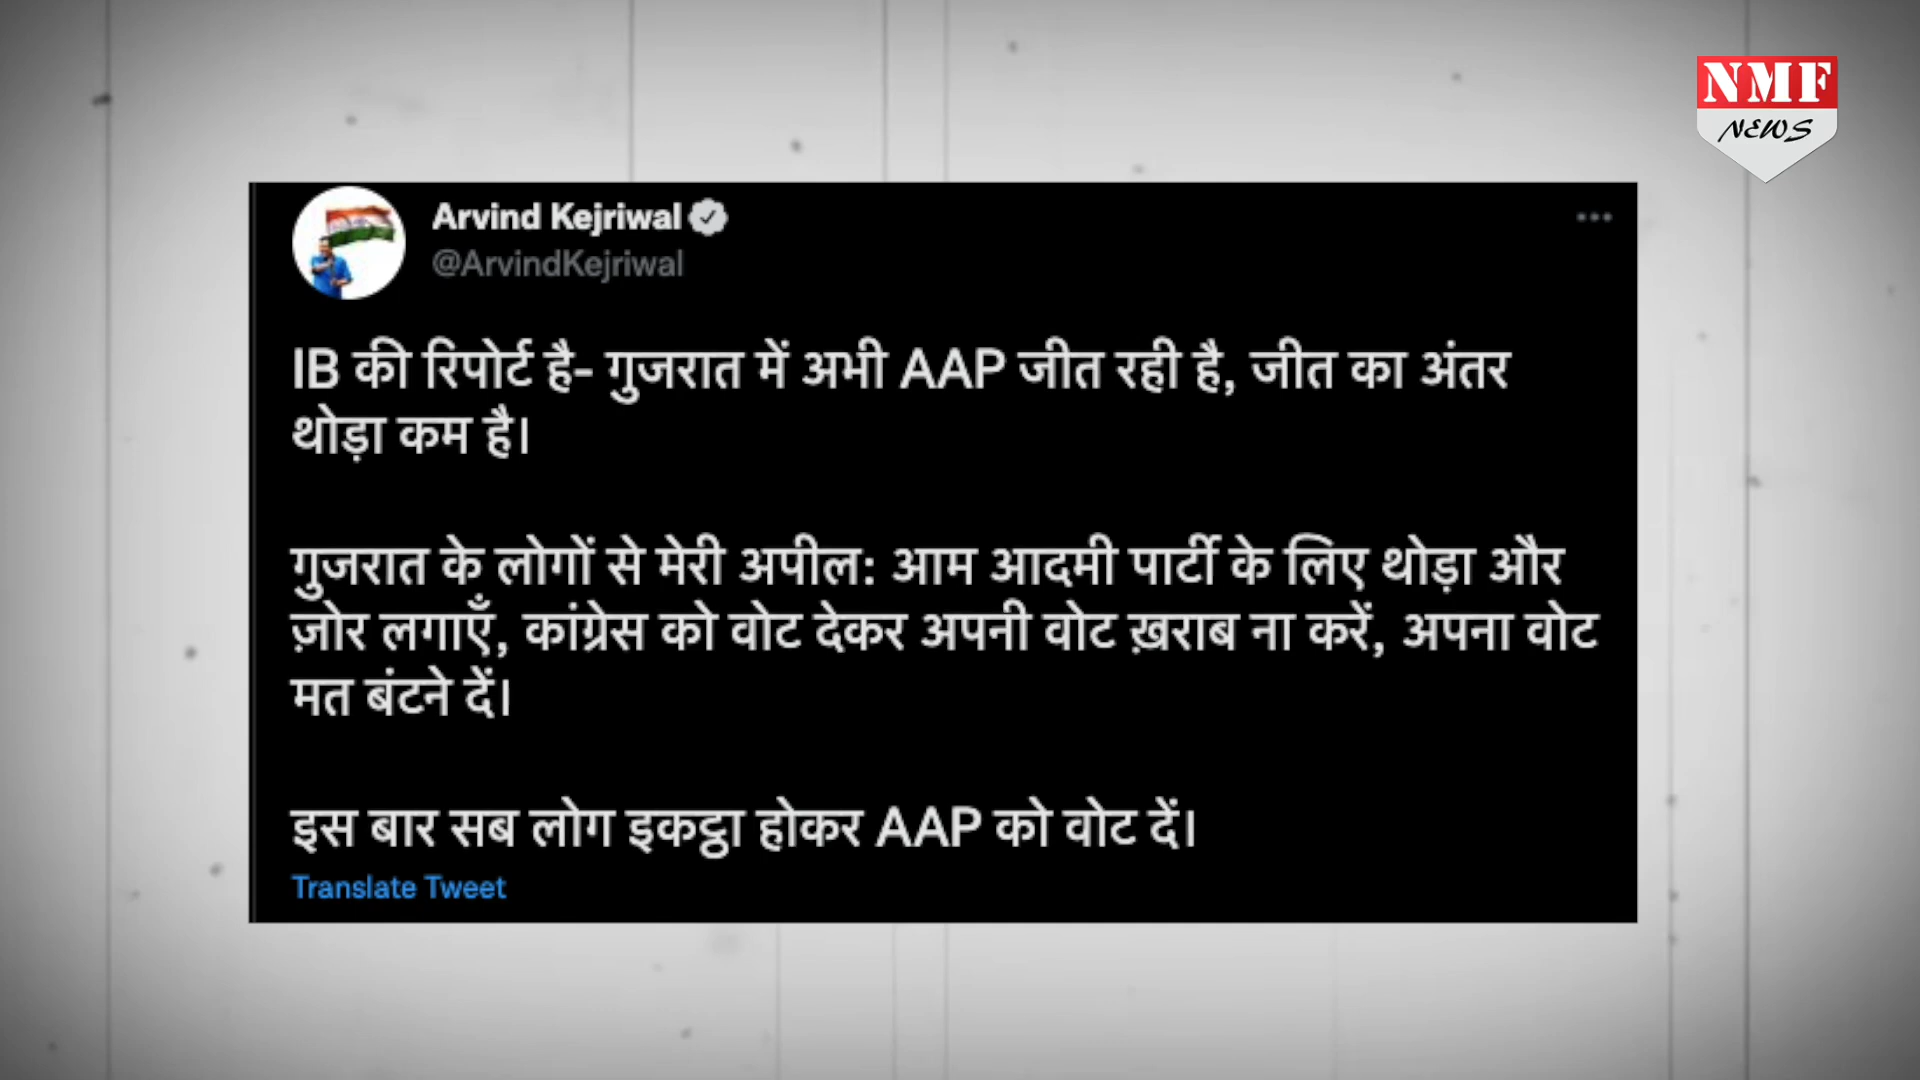 NMF
NEWS
Arvind Kejriwal
@ArvindKejriwal
IB की रिपोर्ट है- गुजरात में अभी AAP जीत रही है, जीत का अंतर
थोड़ा कम है।
गुजरात के लोगों से मेरी अपील: आम आदमी पार्टी के लिए थोड़ा और
ज़ोर लगाएँ, कांग्रेस को वोट देकर अपनी वोट ख़राब ना करें, अपना वोट
मत बंटने दें।
इस बार सब लोग इकट्ठा होकर AAP को वोट दें।
Translate Tweet